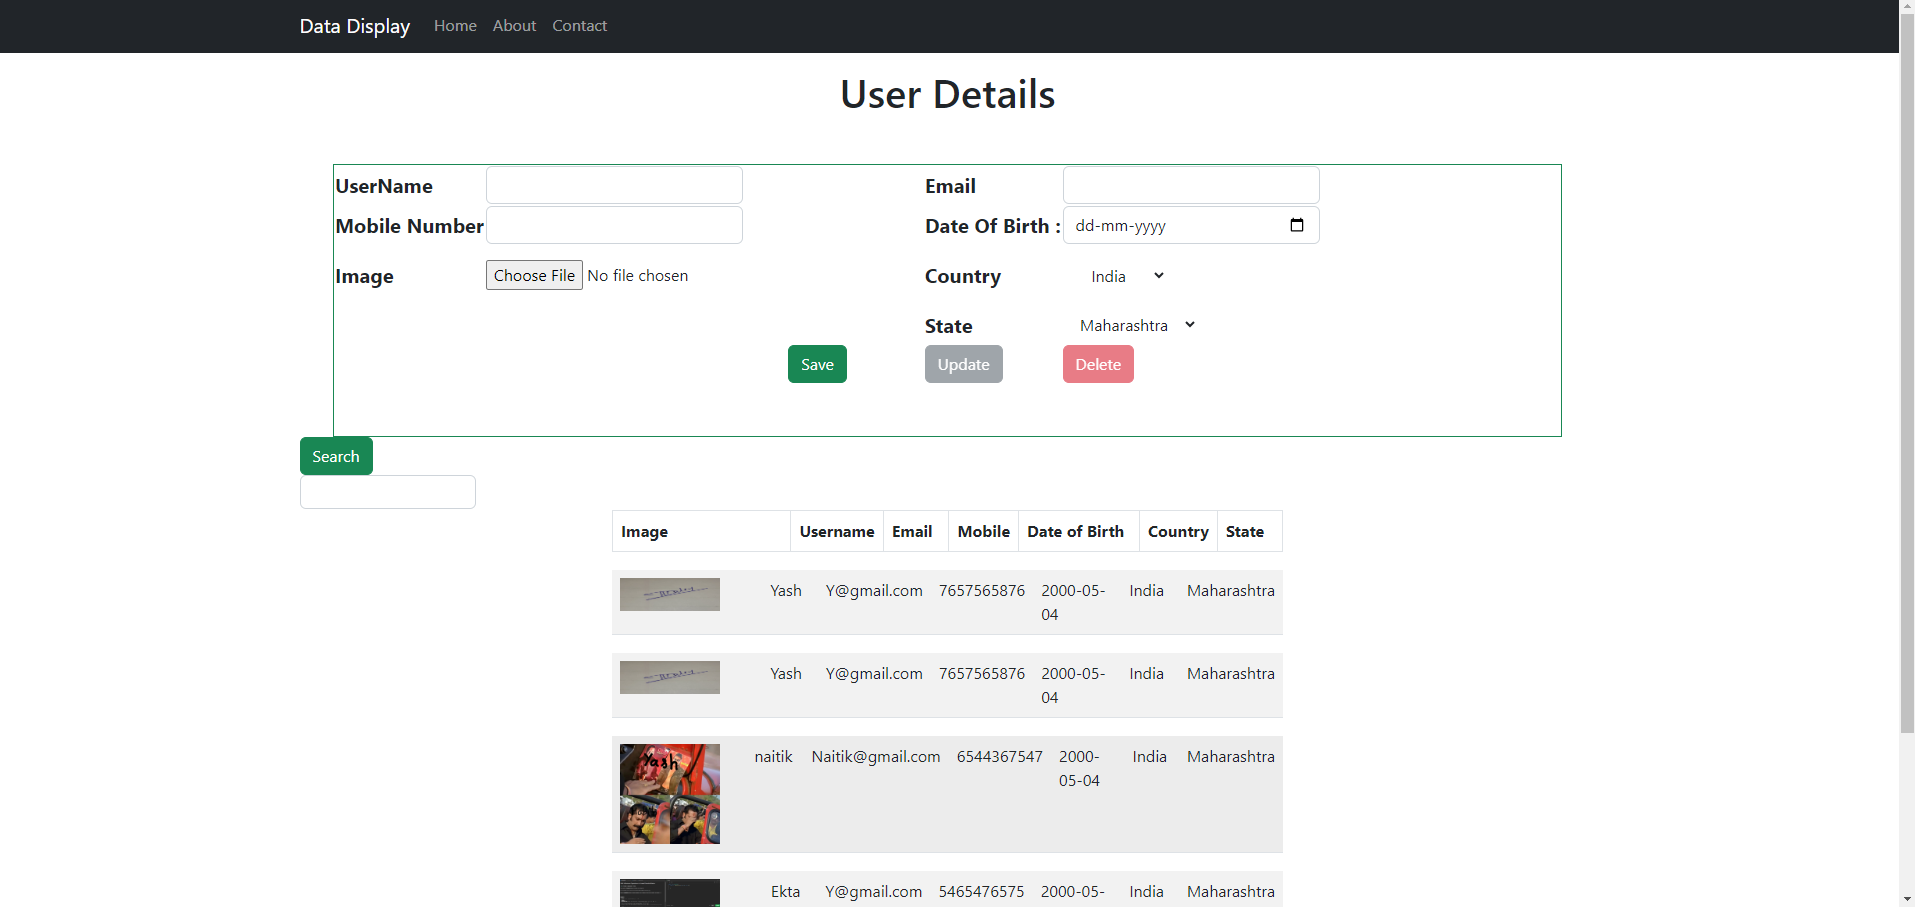 Data Display Home About Contact
User Details
UserName Email
Mobile Number Date Of Birth : dd-mm-yyyy
Image Choose File No file chosen Country India
State Maharashtra
Save Update Delete
Search
Image Username Email Mobile Date of Birth Country State
Yash Y@gmail.com 7657565876 2000-05- India Maharashtra
04
Yash Y@gmail.com 7657565876 2000-05- India Maharashtra
04
Yash
naitik Naitik@gmail.com 6544367547 2000- India Maharashtra
05-04
Ekta Y@gmail.com 5465476575 2000-05- India Maharashtra